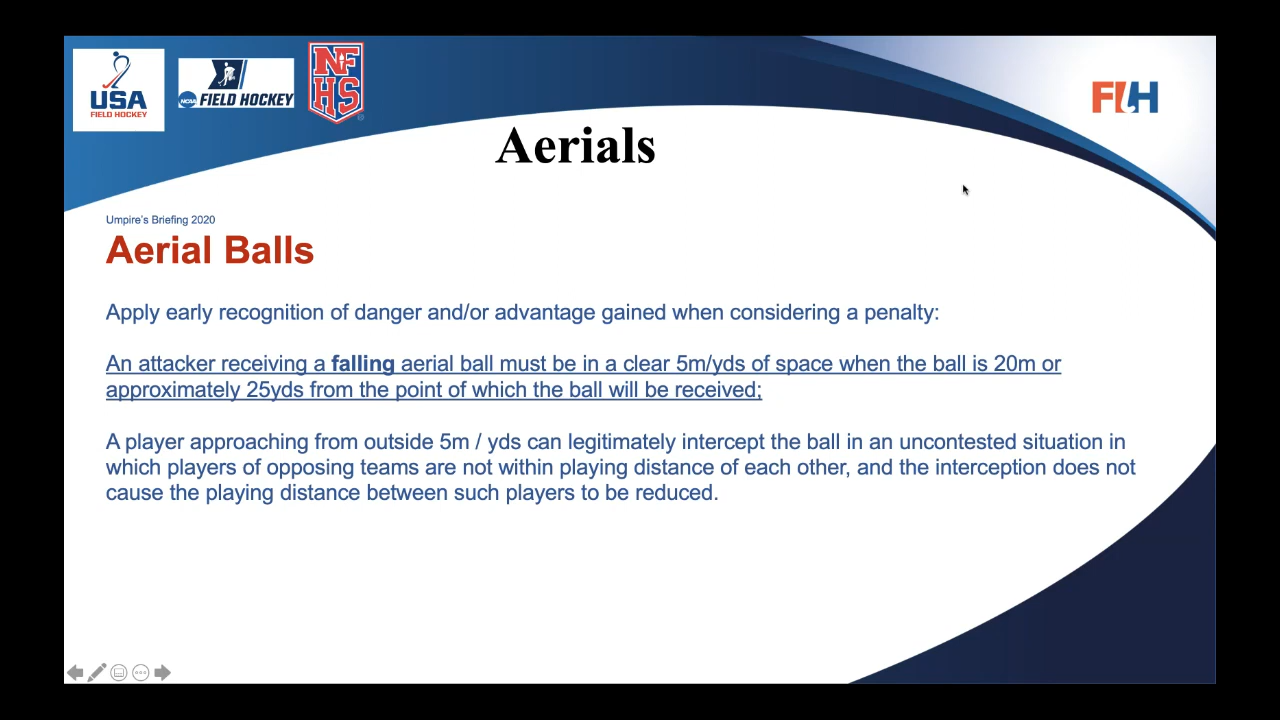 USA
FIELD HOCKEY
NCAA FIELD HOCKEY
NF
HS
FIH
Aerials
Umpire's Briefing 2020
Aerial Balls
Apply early recognition of danger and/or advantage gained when considering a penalty:
An attacker receiving a falling aerial ball must be in a clear 5m/yds of space when the ball is 20m or
approximately 25yds from the point of which the ball will be received;
A player approaching from outside 5m / yds can legitimately intercept the ball in an uncontested situation in
which players of opposing teams are not within playing distance of each other, and the interception does not
cause the playing distance between such players to be reduced.